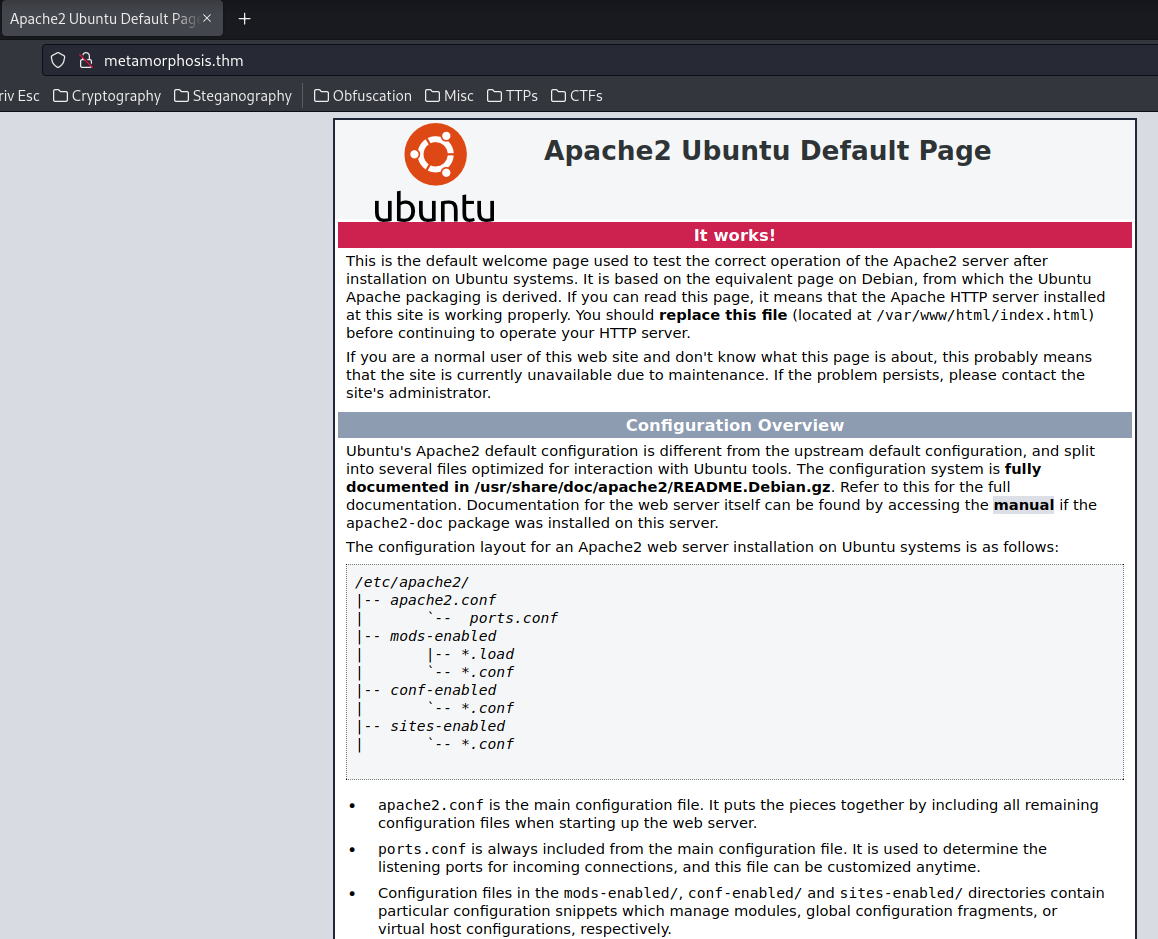 Apache2 Ubuntu Default Pag
metamorphosis.thm
riv Esc Cryptography Steganography Obfuscation Misc TTPs CTFs
ubuntu
Apache2 Ubuntu Default Page
It works!
This is the default welcome page used to test the correct operation of the Apache2 server after
installation on Ubuntu systems. It is based on the equivalent page on Debian, from which the Ubuntu
Apache packaging is derived. If you can read this page, it means that the Apache HTTP server installed
at this site is working properly. You should replace this file (located at /var/www/html/index.html)
before continuing to operate your HTTP server.
If you are a normal user of this web site and don't know what this page is about, this probably means
that the site is currently unavailable due to maintenance. If the problem persists, please contact the
site's administrator.
Configuration Overview
Ubuntu's Apache2 default configuration is different from the upstream default configuration, and split
into several files optimized for interaction with Ubuntu tools. The configuration system is fully
documented in /usr/share/doc/apache2/README.Debian.gz. Refer to this for the full
documentation. Documentation for the web server itself can be found by accessing the manual if the
apache2-doc package was installed on this server.
The configuration layout for an Apache2 web server installation on Ubuntu systems is as follows:
/etc/apache2/
|-- apache2.conf
|       `--  ports.conf
|-- mods-enabled
|       |-- *.load
|       `-- *.conf
|-- conf-enabled
|       `-- *.conf
|-- sites-enabled
|       `-- *.conf
• apache2.conf is the main configuration file. It puts the pieces together by including all remaining
configuration files when starting up the web server.
• ports.conf is always included from the main configuration file. It is used to determine the
listening ports for incoming connections, and this file can be customized anytime.
• Configuration files in the mods-enabled/, conf-enabled/ and sites-enabled/ directories contain
particular configuration snippets which manage modules, global configuration fragments, or
virtual host configurations, respectively.